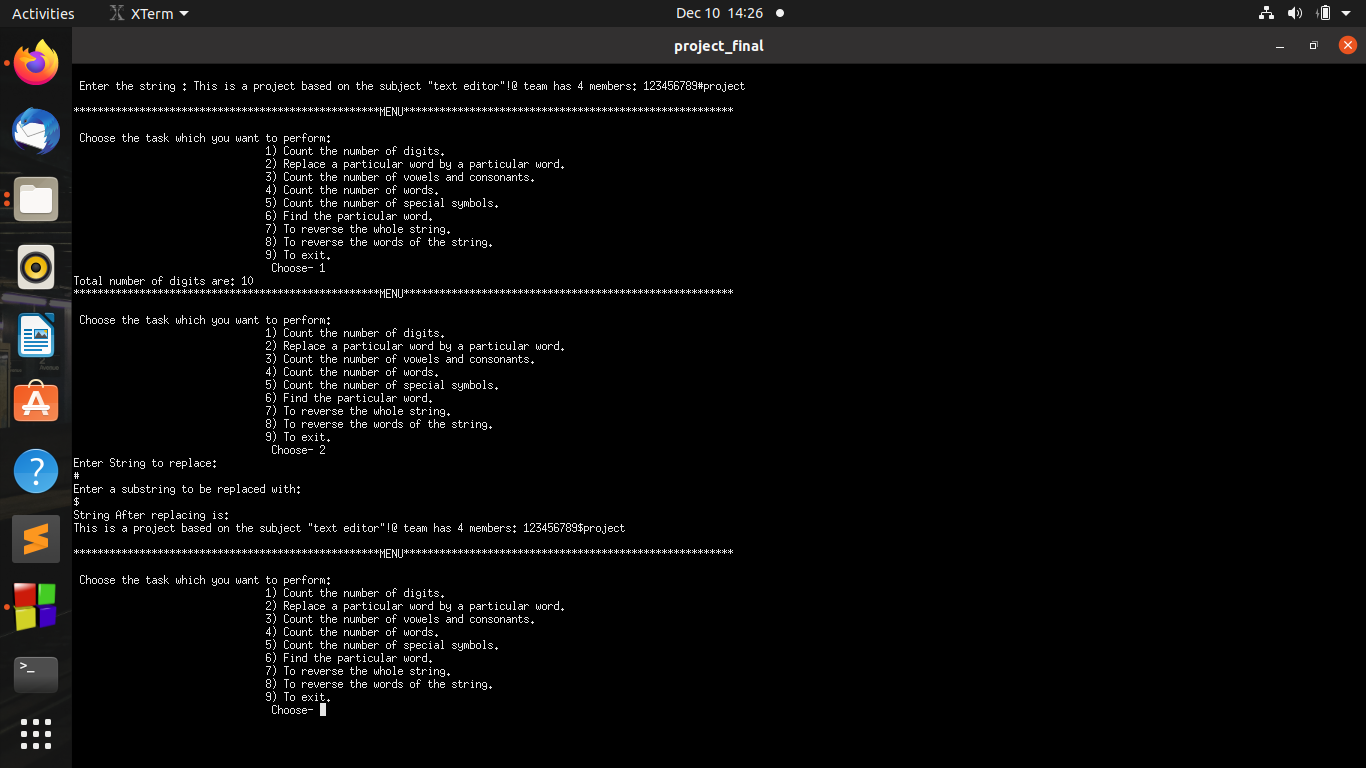 Activities XTerm Dec 10 14:26
project_final
Enter the string : This is a project based on the subject "text editor"!@ team has 4 members: 123456789#project
***************************************************MENU*******************************************************
Choose the task which you want to perform:
1) Count the number of digits.
2) Replace a particular word by a particular word.
3) Count the number of vowels and consonants.
4) Count the number of words.
5) Count the number of special symbols.
6) Find the particular word.
7) To reverse the whole string.
8) To reverse the words of the string.
9) To exit.
Choose- 1
Total number of digits are: 10
***************************************************MENU*******************************************************
Choose the task which you want to perform:
1) Count the number of digits.
2) Replace a particular word by a particular word.
3) Count the number of vowels and consonants.
4) Count the number of words.
5) Count the number of special symbols.
6) Find the particular word.
7) To reverse the whole string.
8) To reverse the words of the string.
9) To exit.
Choose- 2
Enter String to replace:
#
Enter a substring to be replaced with:
$
String After replacing is:
This is a project based on the subject "text editor"!@ team has 4 members: 123456789$project
***************************************************MENU*******************************************************
Choose the task which you want to perform:
1) Count the number of digits.
2) Replace a particular word by a particular word.
3) Count the number of vowels and consonants.
4) Count the number of words.
5) Count the number of special symbols.
6) Find the particular word.
7) To reverse the whole string.
8) To reverse the words of the string.
9) To exit.
Choose-